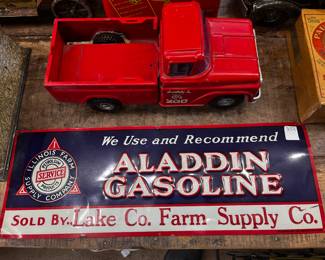 We Use and Recommend
ALADDIN
GASOLINE
ILLINOIS FARM
SERVICE
SUPPLY COMPANY
SOLD BY.. Lake Co. Farm Supply Co.